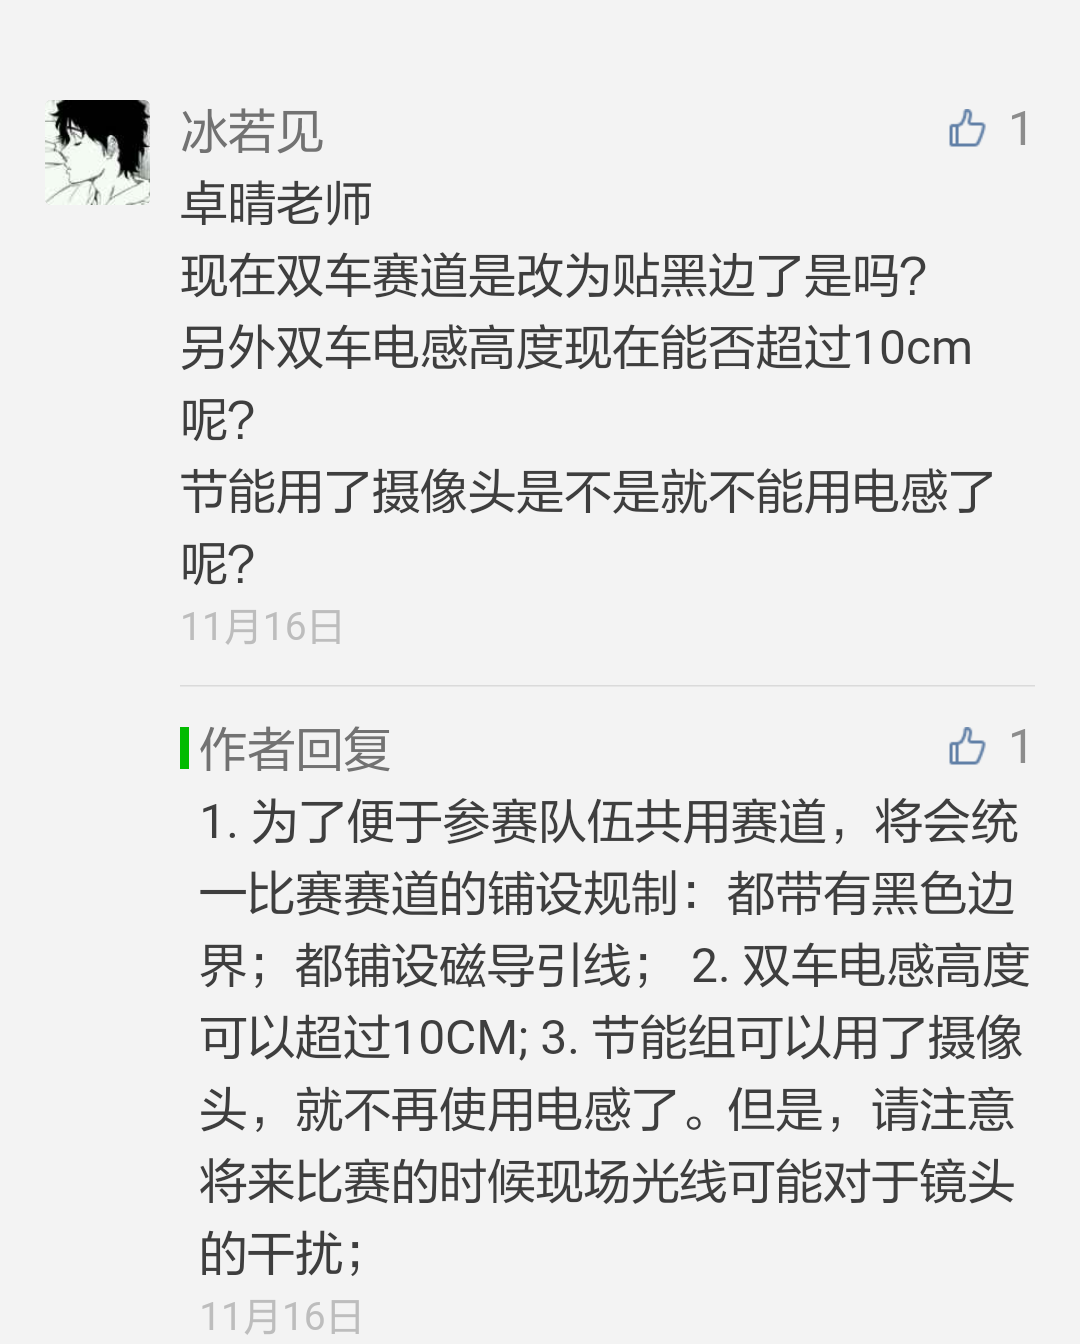 冰若见 1
卓晴老师
现在双车赛道是改为贴黑边了是吗?
另外双车电感高度现在能否超过10cm
呢?
节能用了摄像头是不是就不能用电感了
呢?
11月16日
作者回复 1
1. 为了便于参赛队伍共用赛道，将会统
一比赛赛道的铺设规制：都带有黑色边
界；都铺设磁导引线； 2. 双车电感高度
可以超过10CM; 3. 节能组可以用了摄像
头，就不再使用电感了。但是，请注意
将来比赛的时候现场光线可能对于镜头
的干扰；
11月16日